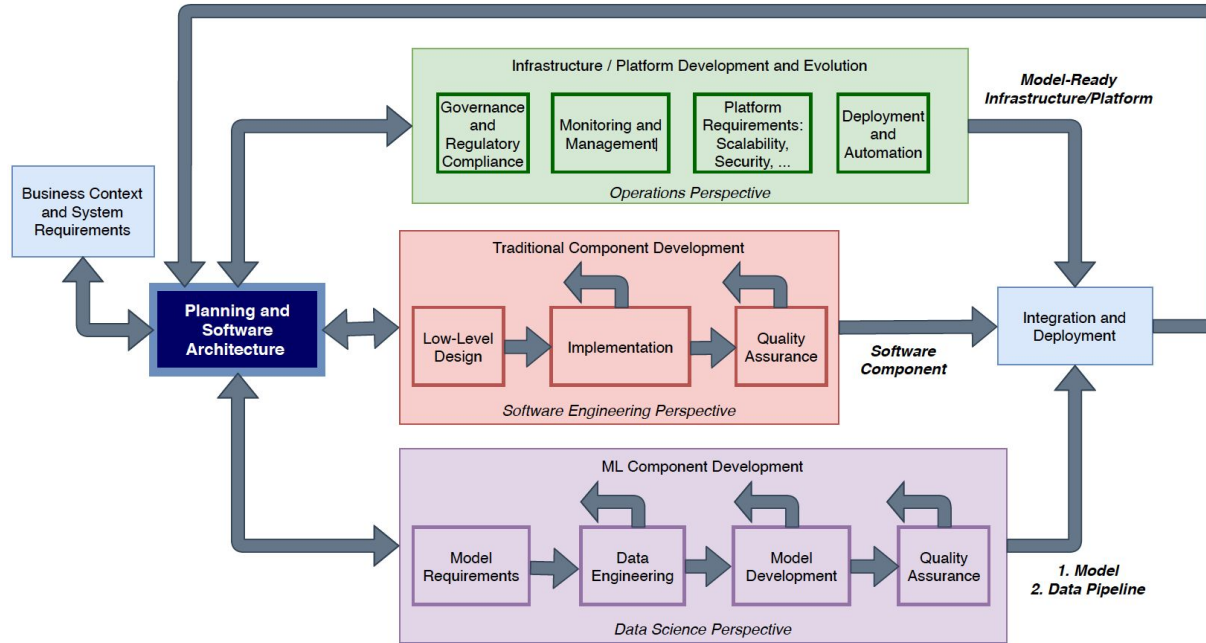 Infrastructure / Platform Development and Evolution
Governance
and
Regulatory
Compliance
Monitoring and
Management
Platform
Requirements:
Scalability,
Security, ...
Deployment
and
Automation
Operations Perspective
Model-Ready
Infrastructure/Platform
Business Context
and System
Requirements
Planning and
Software
Architecture
Traditional Component Development
Low-Level
Design
Implementation
Quality
Assurance
Software Engineering Perspective
Software
Component
Integration and
Deployment
ML Component Development
Model
Requirements
Data
Engineering
Model
Development
Quality
Assurance
Data Science Perspective
1. Model
2. Data Pipeline